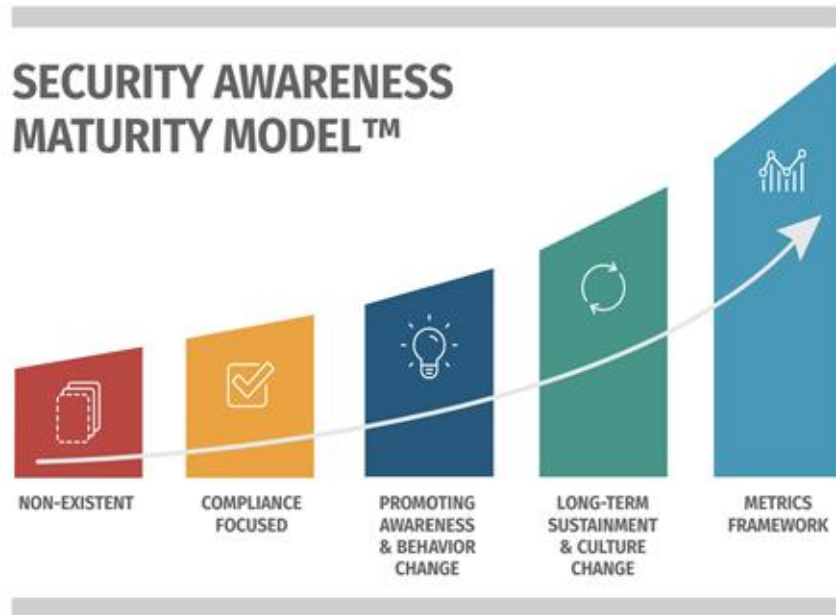 SECURITY AWARENESS
MATURITY MODEL™
NON-EXISTENT
COMPLIANCE
FOCUSED
PROMOTING
AWARENESS
& BEHAVIOR
CHANGE
LONG-TERM
SUSTAINMENT
& CULTURE
CHANGE
METRICS
FRAMEWORK